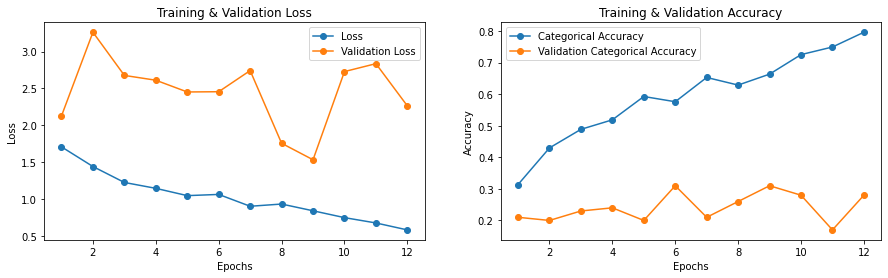 Training & Validation Loss
Loss
Validation Loss
3.0
2.5
2.0
1.5
1.0
0.5
Loss
2
4
6
8
10
12
Epochs
Training & Validation Accuracy
Categorical Accuracy
Validation Categorical Accuracy
0.8
0.7
0.6
0.5
0.4
0.3
0.2
Accuracy
2
4
6
8
10
12
Epochs